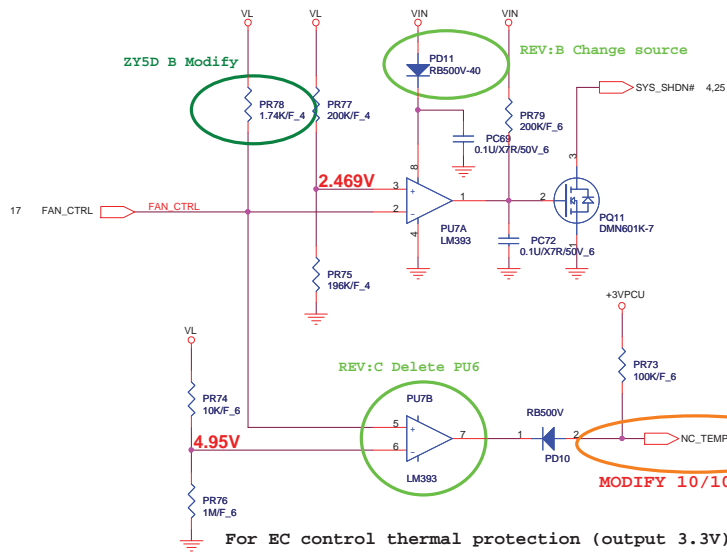 VL
VL
VIN
VIN
ZY5D B Modify
REV:B Change source
PD11
RB500V-40
PR78
1.74K/F_4
PR77
200K/F_4
PR79
200K/F_6
SYS_SHDN# 4,25
PC69
0.1U/X7R/50V_6
3
8
2.469V
3
+
1
2
17 FAN_CTRL
FAN_CTRL
2
-
PU7A
LM393
4
PQ11
DMN601K-7
1
PC72
0.1U/X7R/50V_6
PR75
196K/F_4
+3VPCU
VL
REV:C Delete PU6
PR73
100K/F_6
PR74
10K/F_6
PU7B
RB500V
5
+
7
1
2
NC_TEMP
4.95V
6
-
PD10
LM393
PR76
1M/F_6
MODIFY 10/10
For EC control thermal protection (output 3.3V)